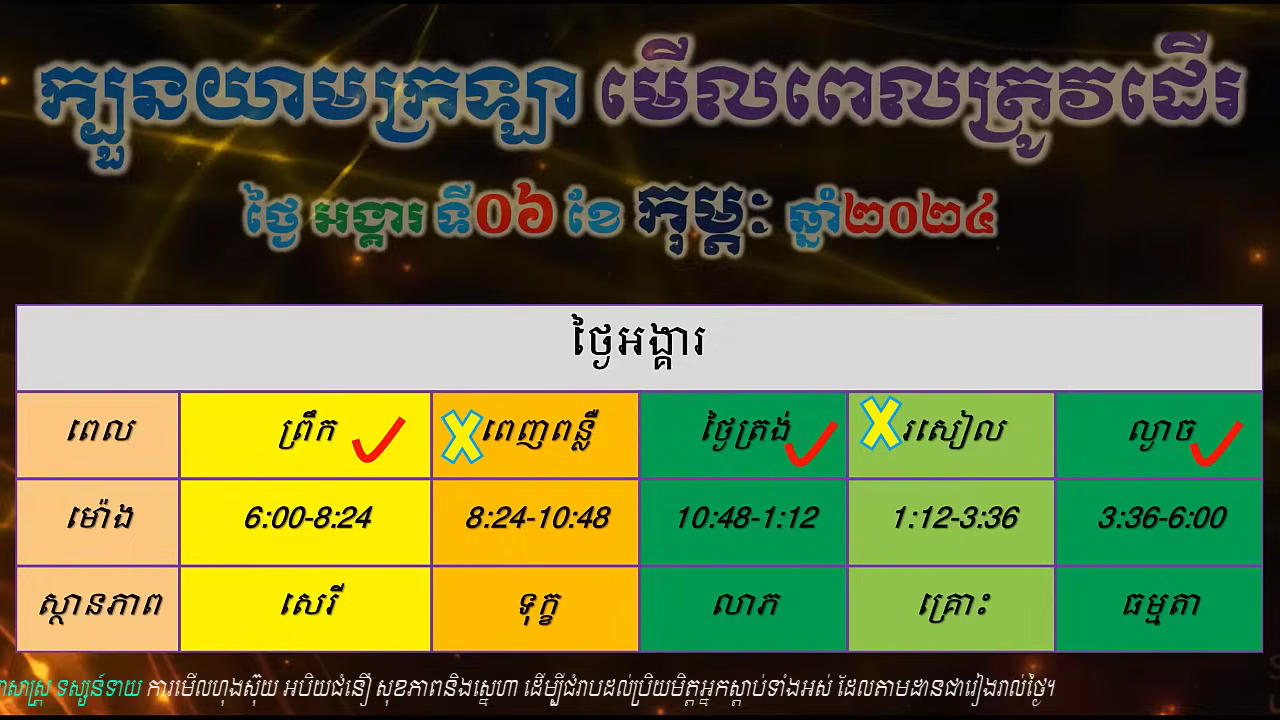 ក្បួនយាមក្រឡា មើលពេលត្រូវដើរ
ថ្ងៃ អង្គារ ទី០៦ ខែ កុម្ភៈ ឆ្នាំ២០២៤
ថ្ងៃអង្គារ
ពេល ព្រឹក ពេញពន្លឺ ថ្ងៃត្រង់ រសៀល ល្ងាច
ម៉ោង 6:00-8:24 8:24-10:48 10:48-1:12 1:12-3:36 3:36-6:00
ស្ថានភាព សេរី ទុក្ខ លាភ គ្រោះ ធម្មតា
ទស្សន៍ទាយ ការមើលហុងស៊ុយ អបិយជំនឿ សុខភាពនិងស្នេហា ដើម្បីជំរាបដល់ប្រិយមិត្តអ្នកស្តាប់ទាំងអស់ ដែលតាមដានជារៀងរាល់ថ្ងៃ។